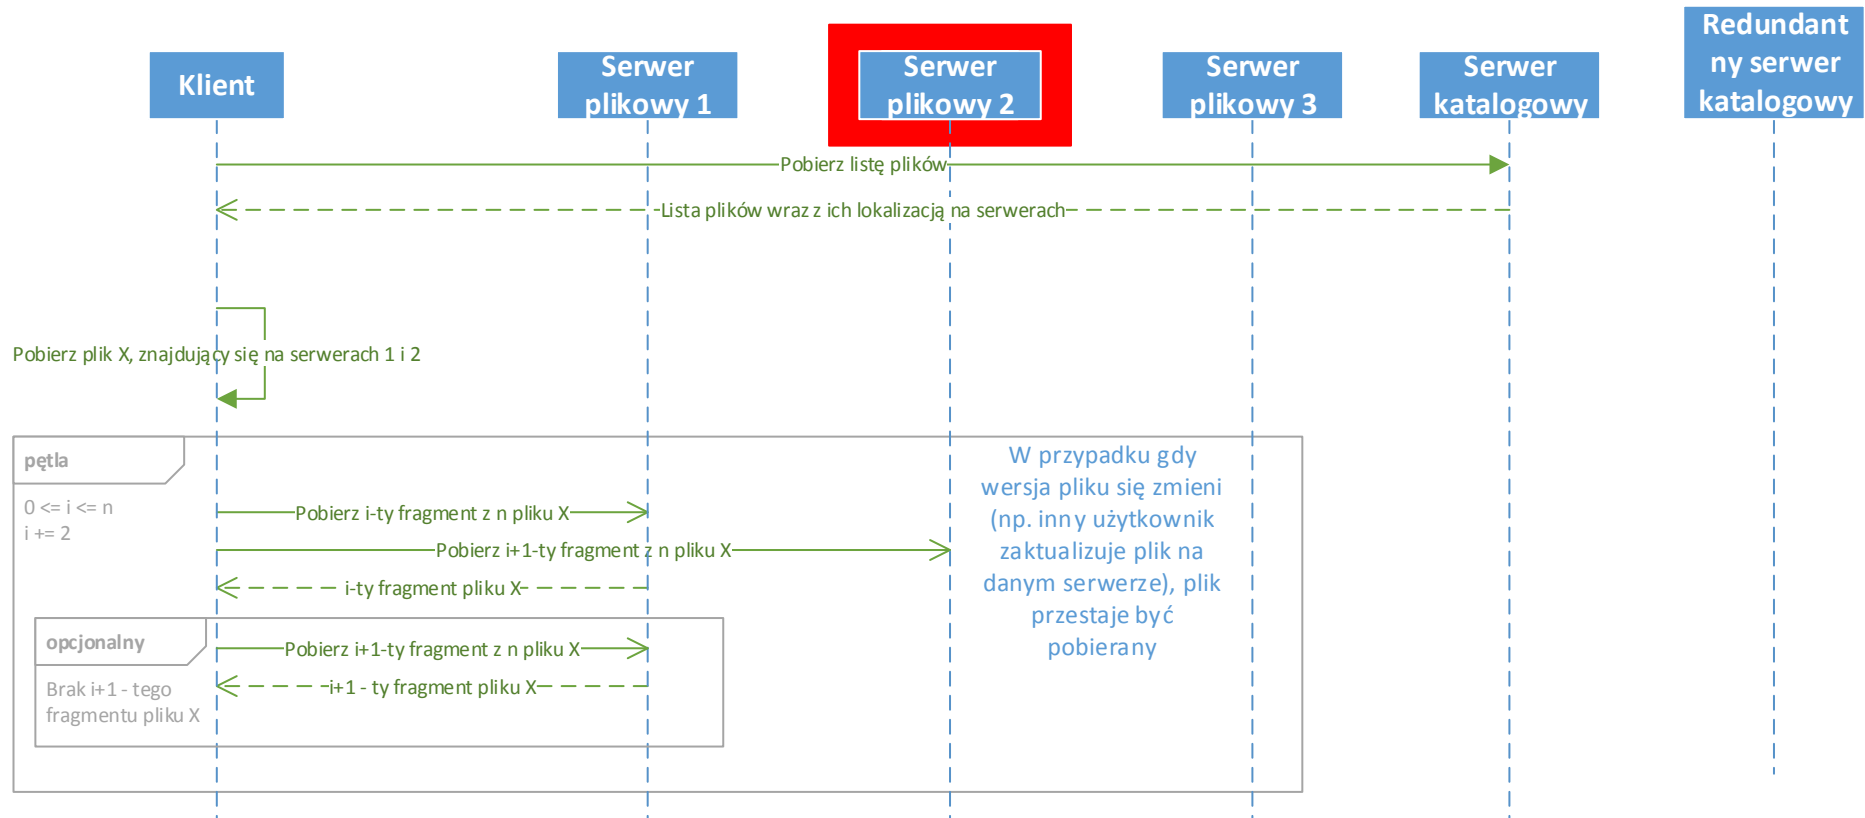 Klient
Serwer
plikowy 1
Serwer
plikowy 2
Serwer
plikowy 3
Serwer
katalogowy
Redundant
ny serwer
katalogowy
Pobierz listę plików
Lista plików wraz z ich lokalizacją na serwerach
Pobierz plik X, znajdujący się na serwerach 1 i 2
pętla
0 <= i <= n
i += 2
W przypadku gdy
wersja pliku się zmieni
(np. inny użytkownik
zaktualizuje plik na
danym serwerze), plik
przestaje być
pobierany
Pobierz i-ty fragment z n pliku X
Pobierz i+1-ty fragment z n pliku X
i-ty fragment pliku X
opcjonalny
Brak i+1 - tego
fragmentu pliku X
Pobierz i+1-ty fragment z n pliku X
i+1 - ty fragment pliku X